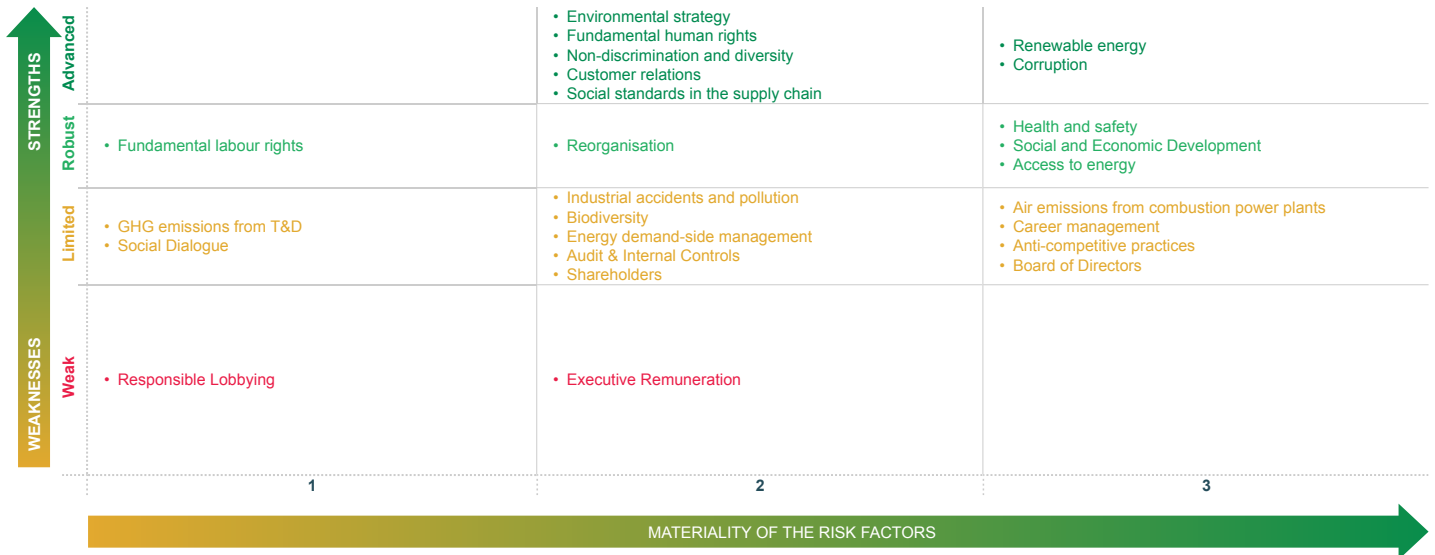 STRENGTHS
WEAKNESSES
Advanced
• Environmental strategy
• Fundamental human rights
• Non-discrimination and diversity
• Customer relations
• Social standards in the supply chain
• Renewable energy
• Corruption
Robust
• Fundamental labour rights
• Reorganisation
• Health and safety
• Social and Economic Development
• Access to energy
Limited
• GHG emissions from T&D
• Social Dialogue
• Industrial accidents and pollution
• Biodiversity
• Energy demand-side management
• Audit & Internal Controls
• Shareholders
• Air emissions from combustion power plants
• Career management
• Anti-competitive practices
• Board of Directors
Weak
• Responsible Lobbying
• Executive Remuneration
1
2
3
MATERIALITY OF THE RISK FACTORS